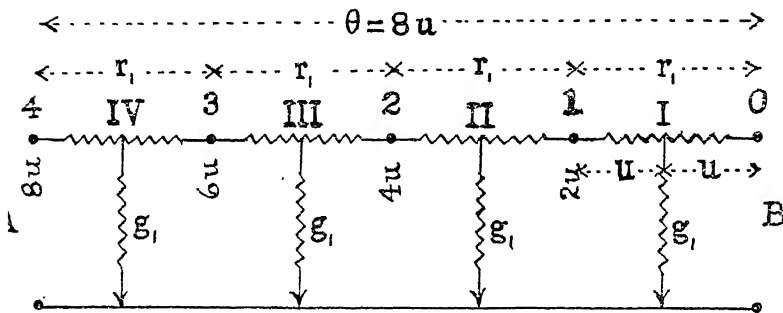 θ = 8u
r₁ r₁ r₁ r₁
4 3 2 1 0
IV III II I
8u 6u 4u 2u u u
g₁ g₁ g₁ g₁ B